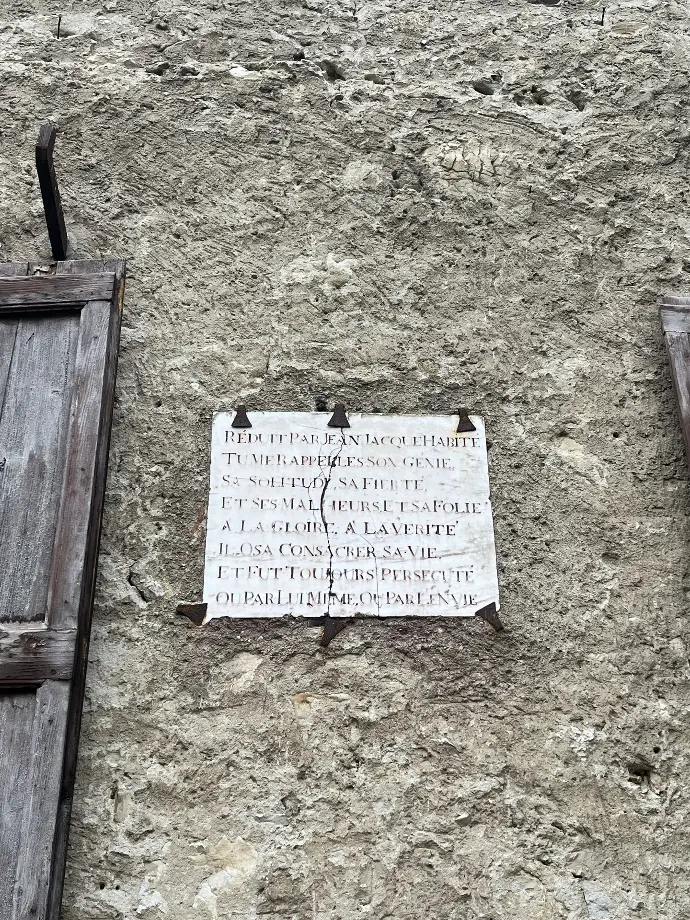 RÉDUIT PAR JEAN JACQUE HABITÉ
TU ME RAPPELLES SON GÉNIE,
SA SOLITUDE, SA FIERTÉ,
ET SES MALHEURS, ET SA FOLIE
A LA GLOIRE, A LA VERITÉ
IL OSA CONSACRER SA VIE,
ET FUT TOUJOURS PERSECUTÉ
OU PAR LUI MÊME, OU PAR L'ENVIE